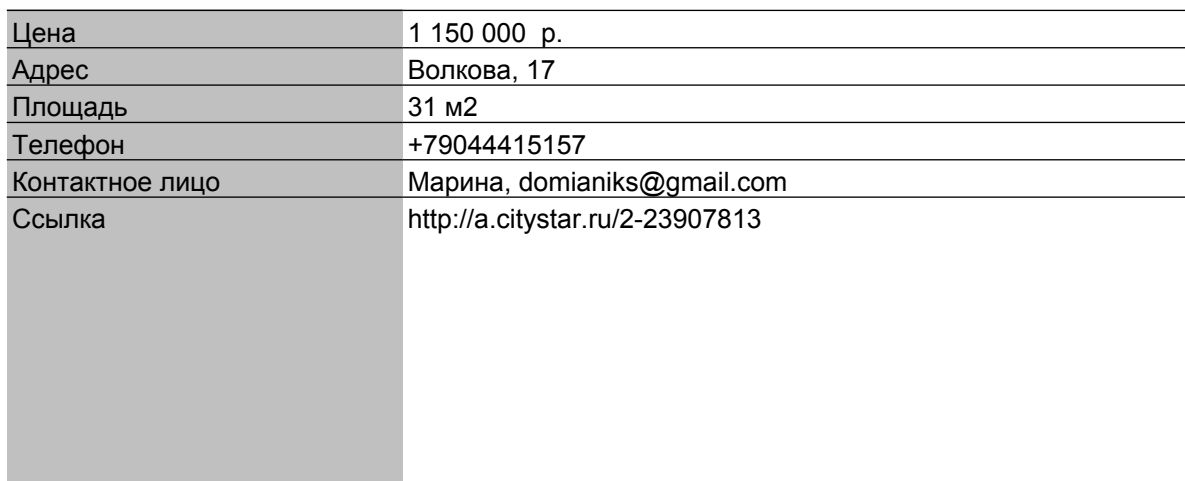 Цена 1 150 000  р.
Адрес Волкова, 17
Площадь 31 м2
Телефон +79044415157
Контактное лицо Марина, domianiks@gmail.com
Ссылка http://a.citystar.ru/2-23907813